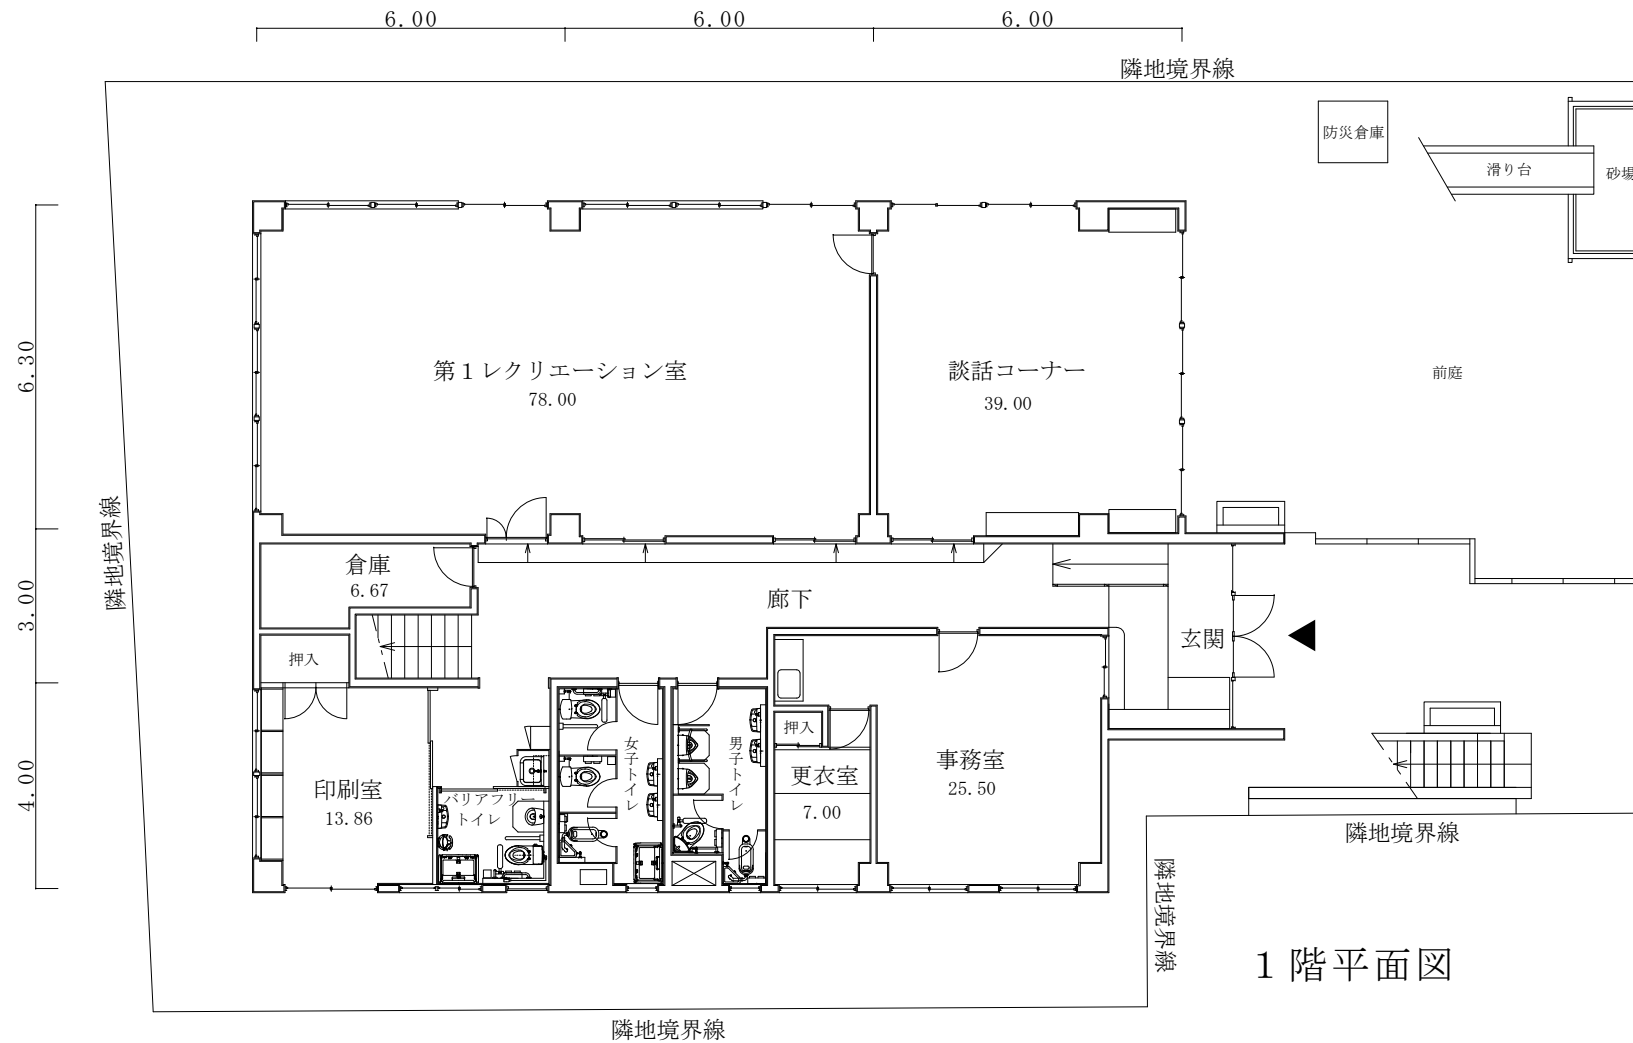 6.00
6.00
6.00
隣地境界線
防災倉庫
滑り台
砂場
6.30
第1レクリエーション室
78.00
談話コーナー
39.00
前庭
隣地境界線
3.00
倉庫
6.67
廊下
玄関
押入
4.00
印刷室
13.86
バリアフリー
トイレ
女子トイレ
男子トイレ
押入
更衣室
7.00
事務室
25.50
隣地境界線
隣地境界線
1階平面図
隣地境界線